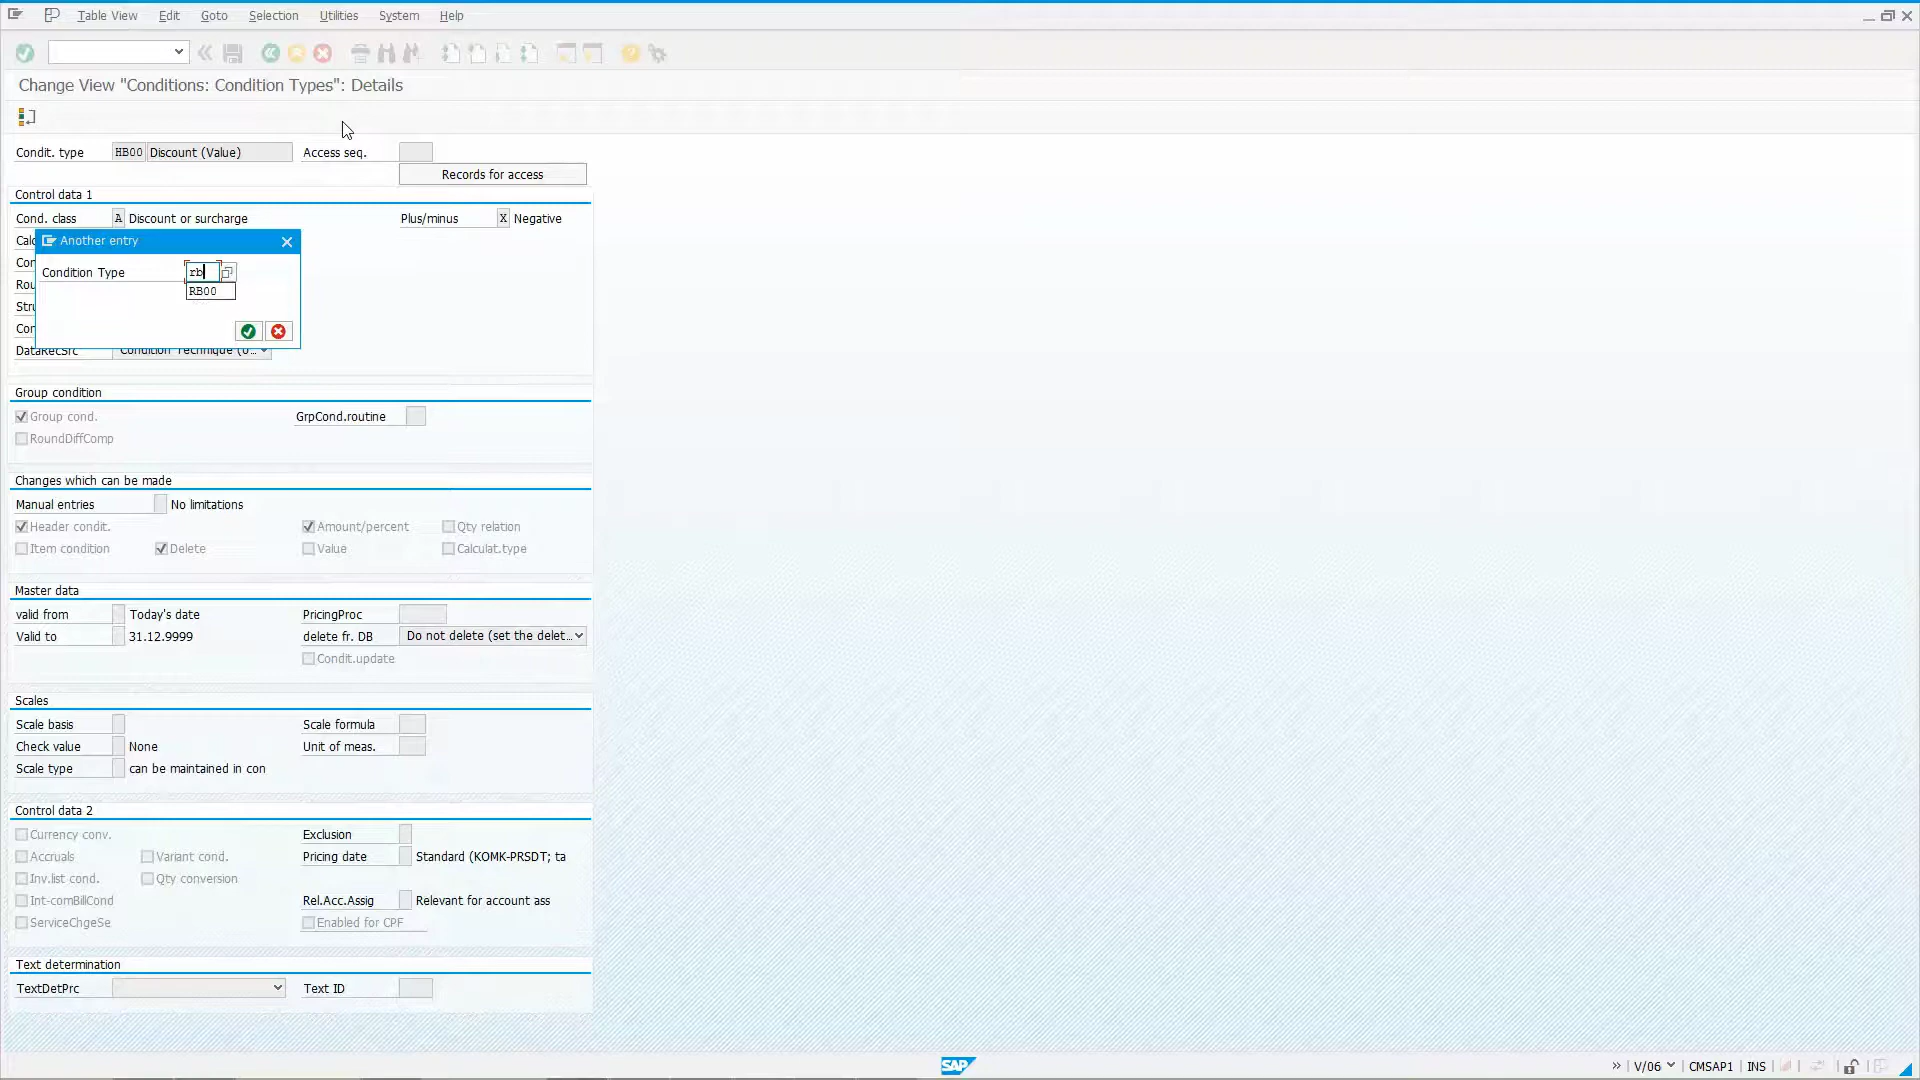 Table View Edit Goto Selection Utilities System Help
Change View "Conditions: Condition Types": Details
Condit. type HB00 Discount (Value) Access seq.
Records for access
Control data 1
Cond. class A Discount or surcharge Plus/minus X Negative
Another entry
Condition Type rb
RB00
DataRecSrc
Group condition
Group cond. GrpCond.routine
RoundDiffComp
Changes which can be made
Manual entries No limitations
Header condit. Amount/percent Qty relation
Item condition Delete Value Calculat.type
Master data
valid from Today's date PricingProc
Valid to 31.12.9999 delete fr. DB Do not delete (set the delet...
Condit.update
Scales
Scale basis Scale formula
Check value None Unit of meas.
Scale type can be maintained in con
Control data 2
Currency conv. Exclusion
Accruals Variant cond. Pricing date Standard (KOMK-PRSDT; ta
Inv.list cond. Qty conversion
Int-comBillCond Rel.Acc.Assig Relevant for account ass
ServiceChgeSe Enabled for CPF
Text determination
TextDetPrc Text ID
SAP V/06 CMSAP1 INS